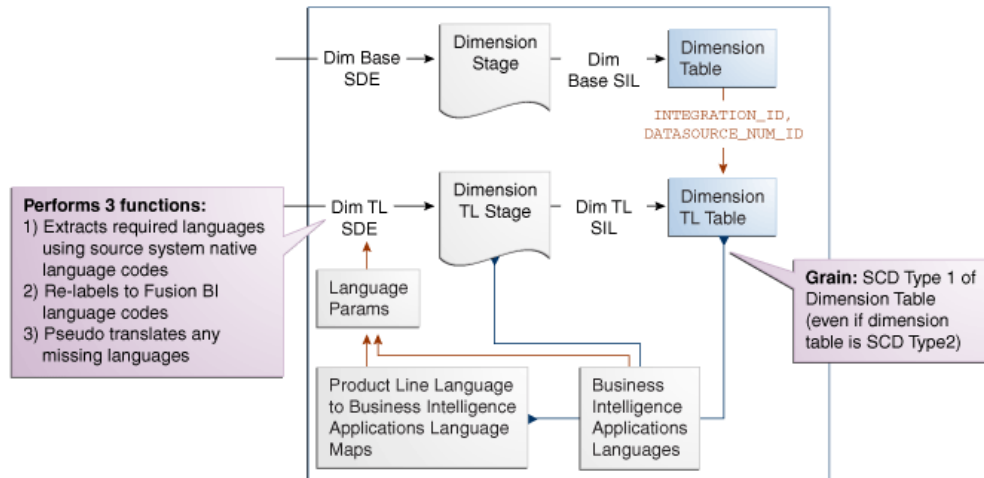 Dim Base
SDE
Dimension
Stage
Dim
Base SIL
Dimension
Table
INTEGRATION_ID,
DATASOURCE_NUM_ID
Performs 3 functions:
1) Extracts required languages
using source system native
language codes
2) Re-labels to Fusion BI
language codes
3) Pseudo translates any
missing languages
Dim TL
SDE
Dimension
TL Stage
Dim TL
SIL
Dimension
TL Table
Language
Params
Grain: SCD Type 1 of
Dimension Table
(even if dimension
table is SCD Type2)
Product Line Language
to Business Intelligence
Applications Language
Maps
Business
Intelligence
Applications
Languages